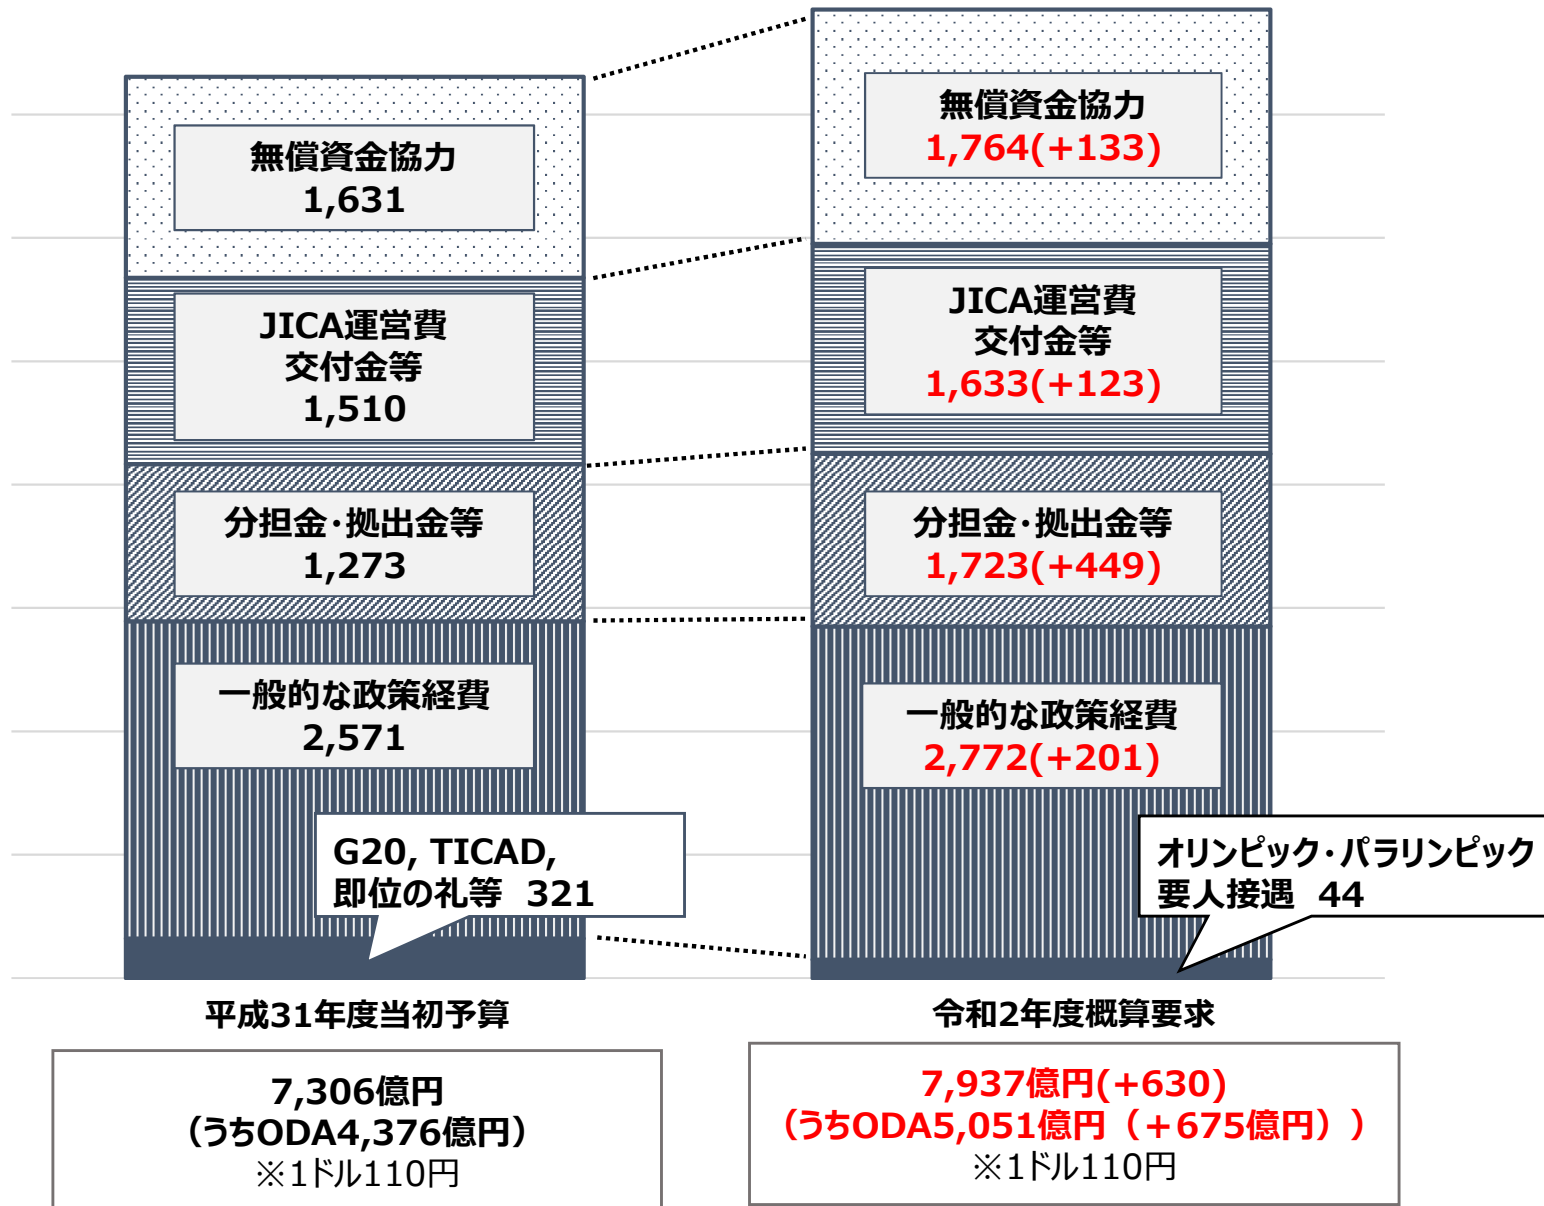 無償資金協力
1,631
JICA運営費
交付金等
1,510
分担金・拠出金等
1,273
一般的な政策経費
2,571
G20, TICAD,
即位の礼等 321
平成31年度当初予算
7,306億円
（うちODA4,376億円）
※1ドル110円
無償資金協力
1,764(+133)
JICA運営費
交付金等
1,633(+123)
分担金・拠出金等
1,723(+449)
一般的な政策経費
2,772(+201)
オリンピック・パラリンピック
要人接遇 44
令和2年度概算要求
7,937億円(+630)
（うちODA5,051億円（+675億円））
※1ドル110円